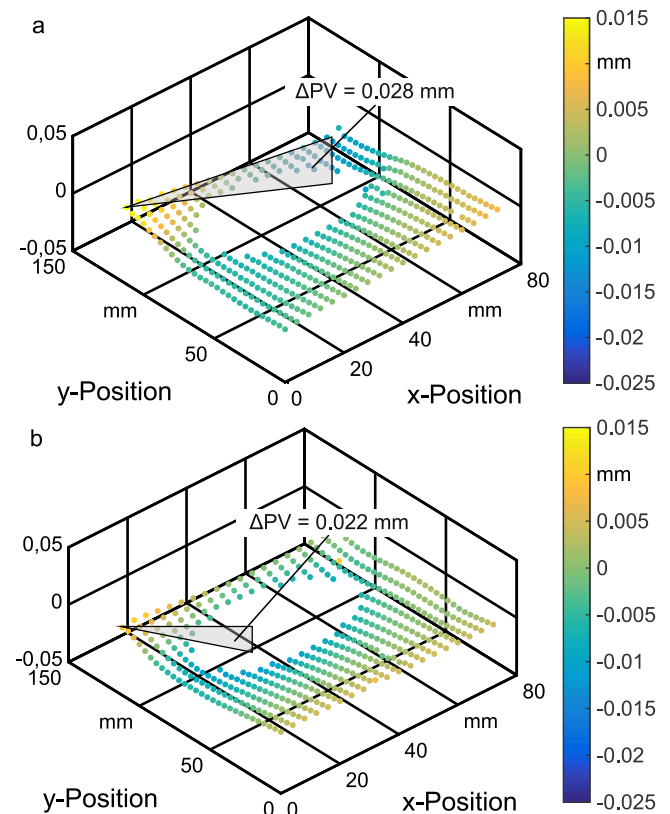 a
ΔPV = 0.028 mm
0,05
0
-0,05
150
mm
50
y-Position
0
0
20
40
mm
80
x-Position
0.015
mm
0.005
0
-0.005
-0.01
-0.015
-0.02
-0.025
b
ΔPV = 0.022 mm
0,05
0
-0,05
150
mm
50
y-Position
0
0
20
40
mm
80
x-Position
0.015
mm
0.005
0
-0.005
-0.01
-0.015
-0.02
-0.025